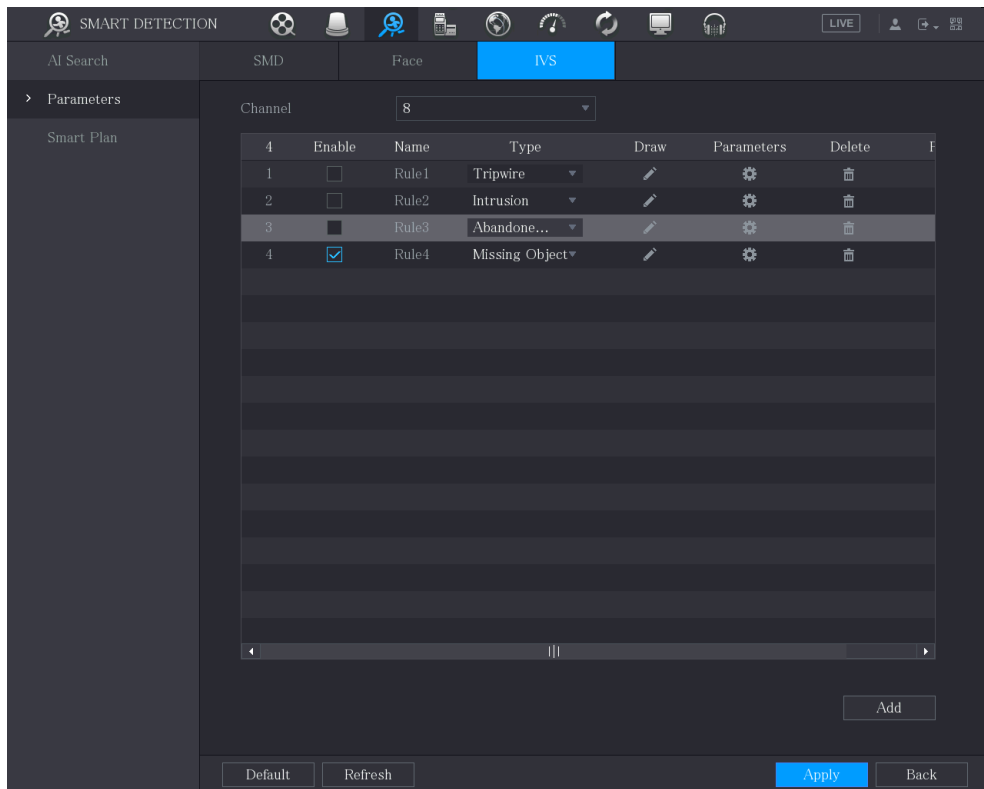 SMART DETECTION LIVE
AI Search SMD Face IVS
Parameters
Channel 8
Smart Plan
4 Enable Name Type Draw Parameters Delete
1 Rule1 Tripwire
2 Rule2 Intrusion
3 Rule3 Abandone...
4 Rule4 Missing Object
Add
Default Refresh Apply Back